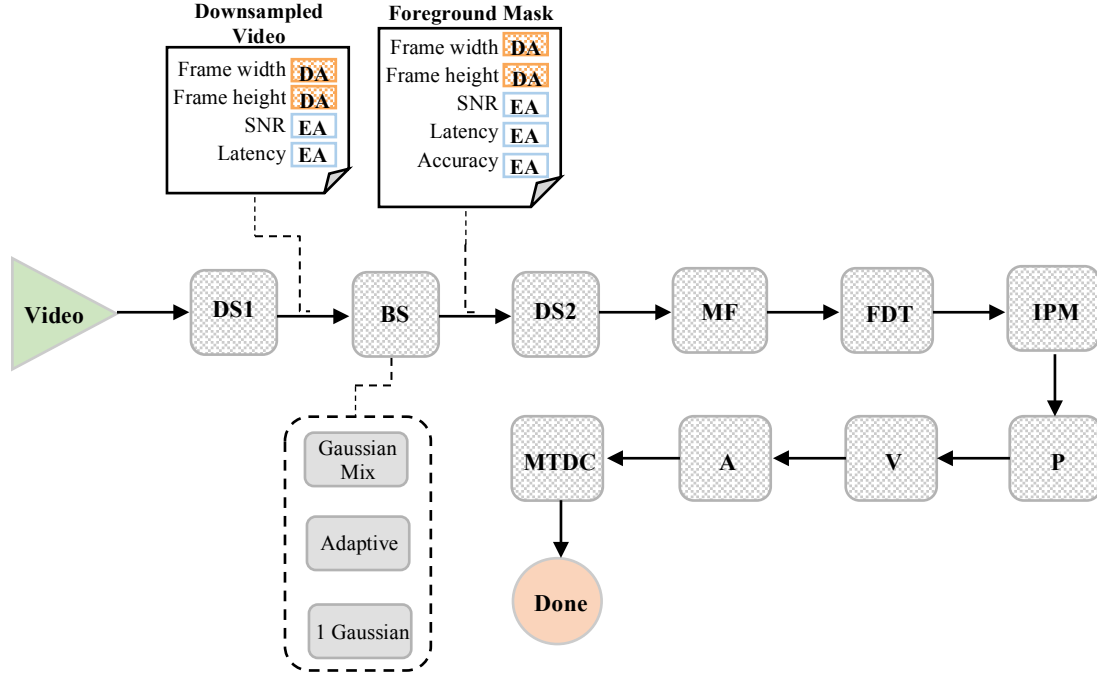 Downsampled
Video
Frame width DA
Frame height DA
SNR EA
Latency EA
Foreground Mask
Frame width DA
Frame height DA
SNR EA
Latency EA
Accuracy EA
Video
DS1
BS
DS2
MF
FDT
IPM
MTDC
A
V
P
Gaussian
Mix
Adaptive
1 Gaussian
Done